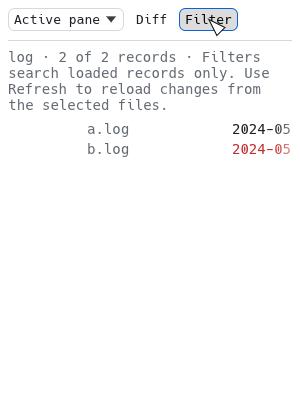 Active pane Diff Filter
log · 2 of 2 records · Filters
search loaded records only. Use
Refresh to reload changes from
the selected files.
a.log 2024-05
b.log 2024-05